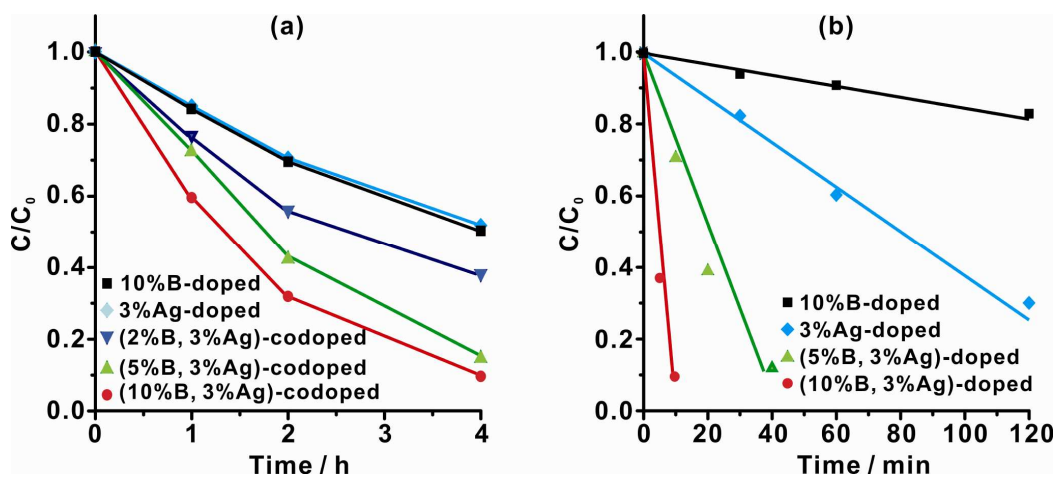 (a)
C/C0
1.0
0.8
0.6
0.4
0.2
0.0
10%B-doped
3%Ag-doped
(2%B, 3%Ag)-codoped
(5%B, 3%Ag)-codoped
(10%B, 3%Ag)-codoped
0 1 2 3 4
Time / h
(b)
C/C0
1.0
0.8
0.6
0.4
0.2
0.0
10%B-doped
3%Ag-doped
(5%B, 3%Ag)-doped
(10%B, 3%Ag)-doped
0 20 40 60 80 100 120
Time / min